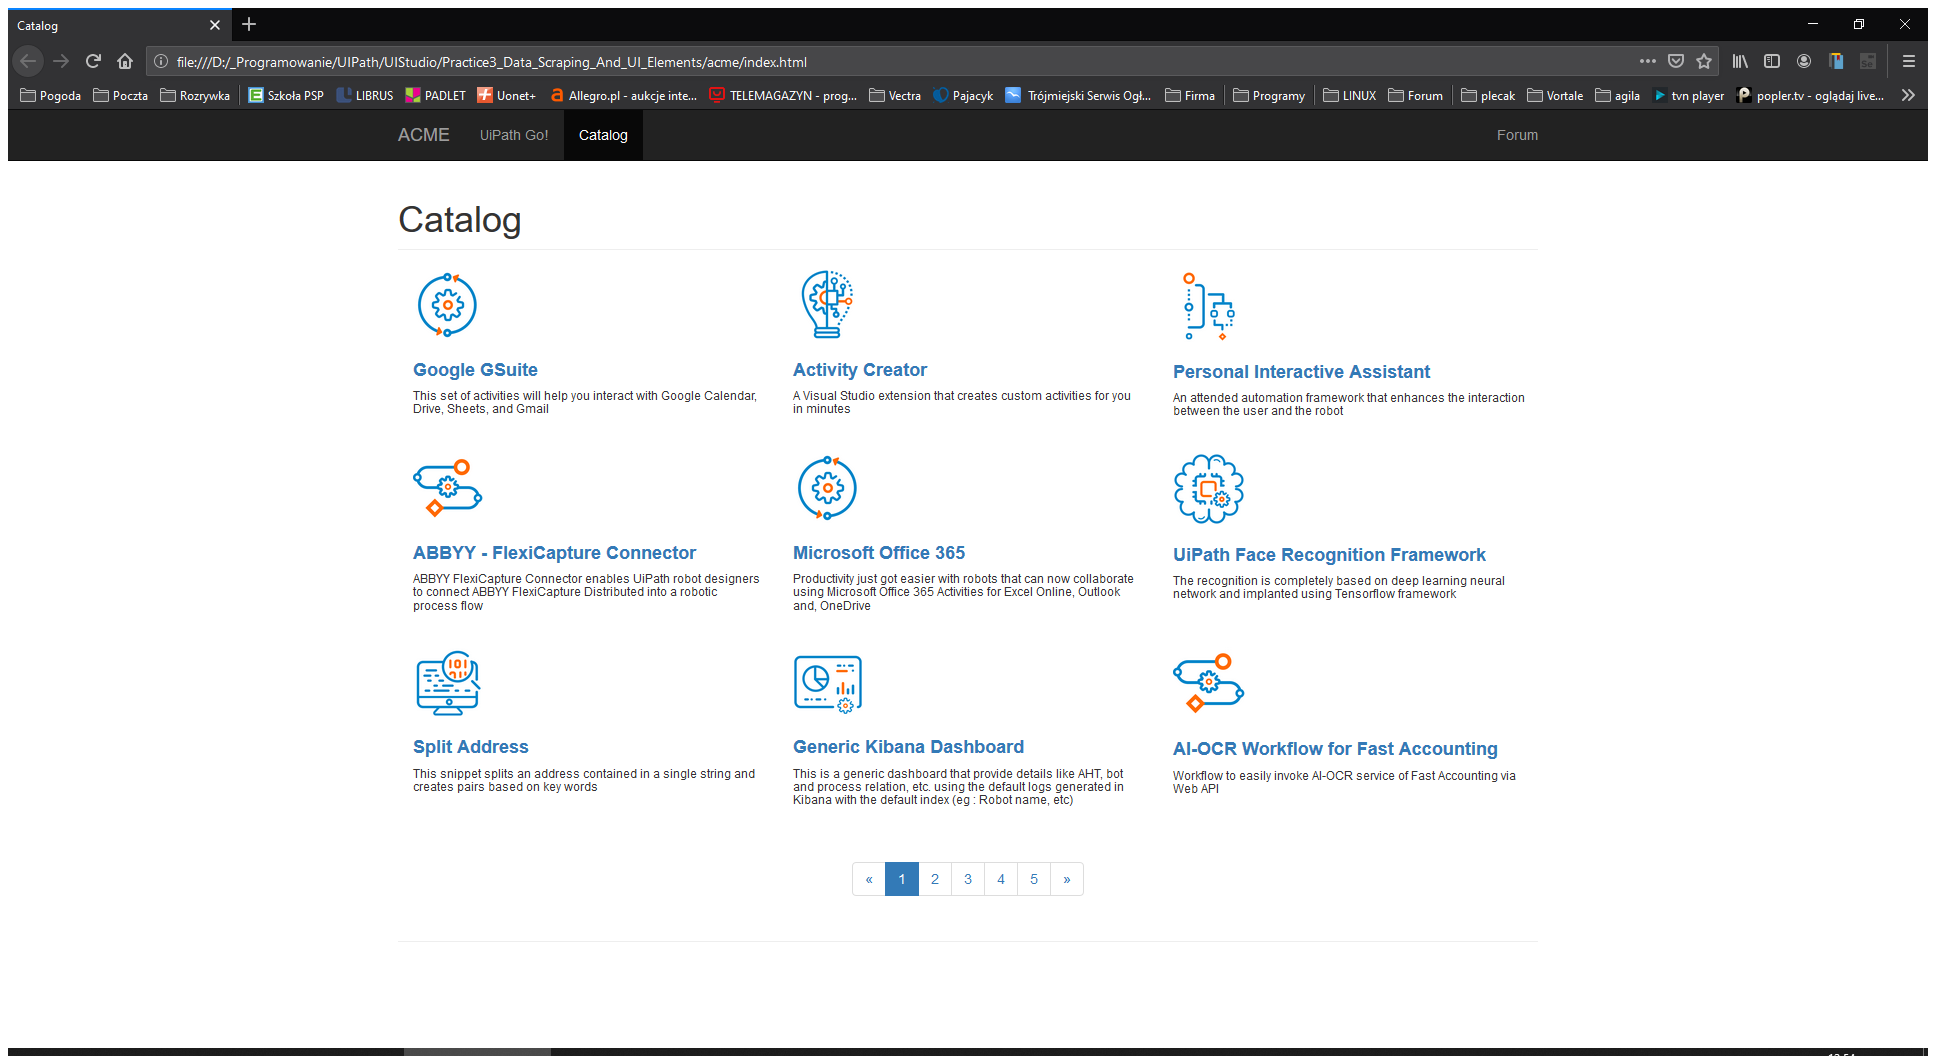 Catalog
file:///D:/_Programowanie/UIPath/UIStudio/Practice3_Data_Scraping_And_UI_Elements/acme/index.html
Pogoda Poczta Rozrywka Szkoła PSP LIBRUS PADLET Uonet+ Allegro.pl - aukcje inte... TELEMAGAZYN - prog... Vectra Pajacyk Trójmiejski Serwis Ogł... Firma Programy LINUX Forum plecak Vortale agila tvn player popler.tv - oglądaj live...
ACME UiPath Go! Catalog Forum
Catalog
Google GSuite
This set of activities will help you interact with Google Calendar,
Drive, Sheets, and Gmail
Activity Creator
A Visual Studio extension that creates custom activities for you
in minutes
Personal Interactive Assistant
An attended automation framework that enhances the interaction
between the user and the robot
ABBYY - FlexiCapture Connector
ABBYY FlexiCapture Connector enables UiPath robot designers
to connect ABBYY FlexiCapture Distributed into a robotic
process flow
Microsoft Office 365
Productivity just got easier with robots that can now collaborate
using Microsoft Office 365 Activities for Excel Online, Outlook
and, OneDrive
UiPath Face Recognition Framework
The recognition is completely based on deep learning neural
network and implanted using Tensorflow framework
Split Address
This snippet splits an address contained in a single string and
creates pairs based on key words
Generic Kibana Dashboard
This is a generic dashboard that provide details like AHT, bot
and process relation, etc. using the default logs generated in
Kibana with the default index (eg : Robot name, etc)
AI-OCR Workflow for Fast Accounting
Workflow to easily invoke AI-OCR service of Fast Accounting via
Web API
« 1 2 3 4 5 »